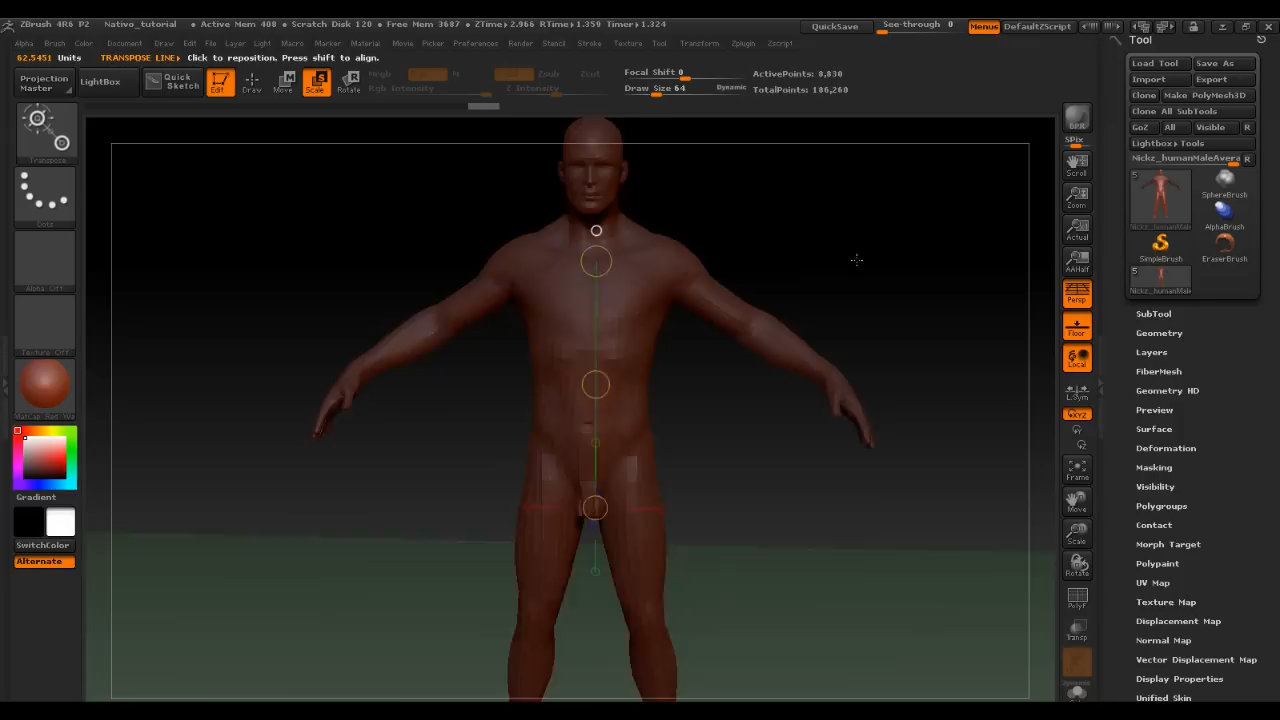 ZBrush 4R6 P2 Nativo_tutorial • Active Mem 408 • Scratch Disk 120 • Free Mem 3687 • ZTime▸2.966 RTime▸1.359 Timer▸1.324 QuickSave See-through 0 Menus DefaultZScript
Alpha Brush Color Document Draw Edit File Layer Light Macro Marker Material Movie Picker Preferences Render Stencil Stroke Texture Tool Transform Zplugin Zscript
Tool
62.5451 Units TRANSPOSE LINE▸ Click to reposition. Press shift to align.
Load Tool Save As
Import Export
Clone Make PolyMesh3D
Clone All SubTools
GoZ All Visible R
Lightbox▸Tools
Projection Master LightBox Quick Sketch Edit Draw Move Scale Rotate Mrgb M Zcut
Rgb Intensity Z Intensity
Focal Shift 0
Draw Size 64 Dynamic
ActivePoints: 8,830
TotalPoints: 186,260
Nickz_humanMaleAvera R
5
SphereBrush
Nickz_humanMale
AlphaBrush
SimpleBrush
EraserBrush
5
Nickz_humanMale
Transpose
Dots
Alpha Off
Texture Off
Gradient
SwitchColor
Alternate
BPR
SPix
Scroll
Zoom
Actual
AAHalf
Persp
Floor
Local
L.Sym
XYZ
Frame
Move
Scale
Rotate
PolyF
Transp
SubTool
Geometry
Layers
FiberMesh
Geometry HD
Preview
Surface
Deformation
Masking
Visibility
Polygroups
Contact
Morph Target
Polypaint
UV Map
Texture Map
Displacement Map
Normal Map
Vector Displacement Map
Display Properties
Unified Skin